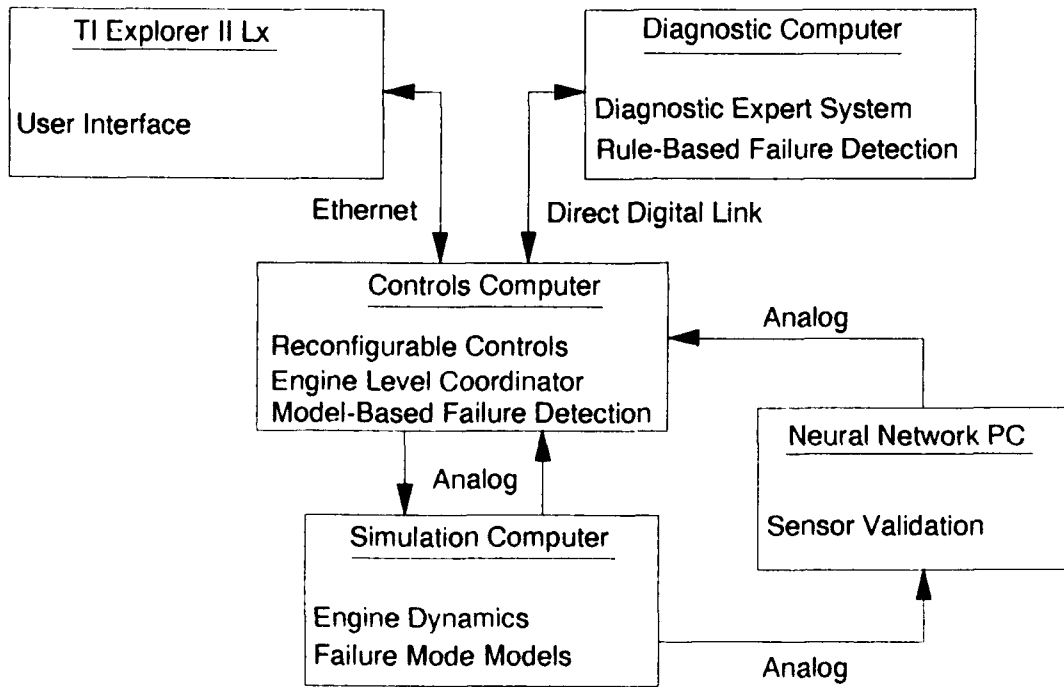 TI Explorer II Lx
User Interface
Diagnostic Computer
Diagnostic Expert System
Rule-Based Failure Detection
Ethernet
Direct Digital Link
Controls Computer
Reconfigurable Controls
Engine Level Coordinator
Model-Based Failure Detection
Analog
Neural Network PC
Sensor Validation
Analog
Simulation Computer
Engine Dynamics
Failure Mode Models
Analog